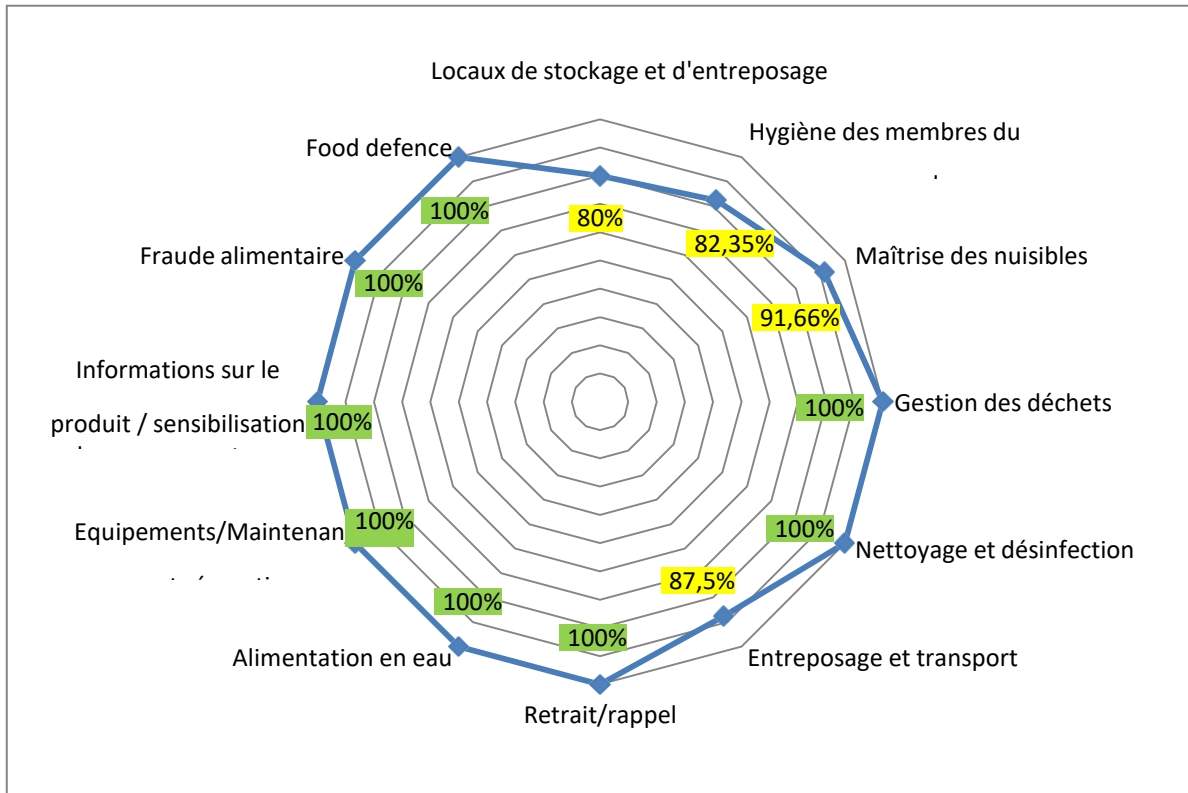 Locaux de stockage et d'entreposage
Hygiène des membres du
Food defence
100%
80%
82,35%
Fraude alimentaire
Maîtrise des nuisibles
100%
91,66%
Informations sur le
produit / sensibilisation
100%
100%
Gestion des déchets
Equipements/Maintenan
100%
100%
Nettoyage et désinfection
87,5%
100%
100%
Alimentation en eau
Entreposage et transport
Retrait/rappel